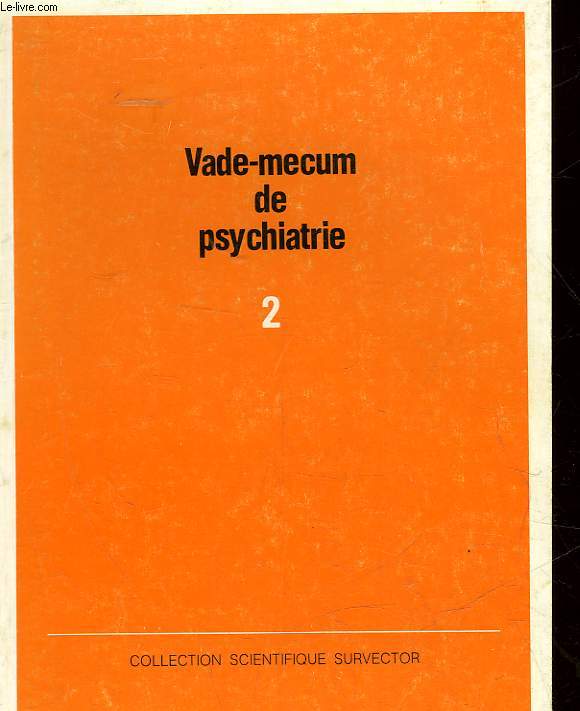 Le-livre.com
Vade-mecum
de
psychiatrie
2
COLLECTION SCIENTIFIQUE SURVECTOR